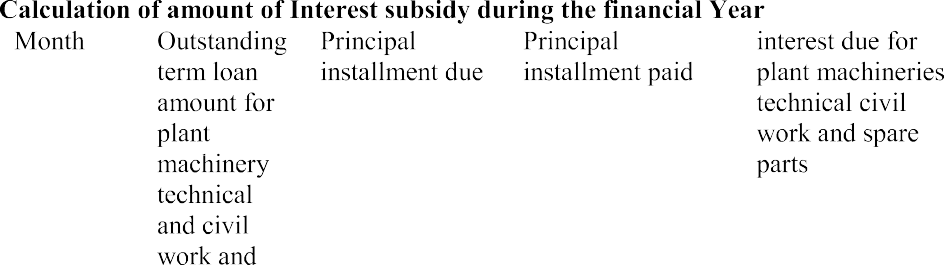 Calculation of amount of Interest subsidy during the financial Year
Month Outstanding Principal Principal interest due for
term loan installment due installment paid plant machineries
amount for technical civil
plant work and spare
machinery parts
technical
and civil
work and